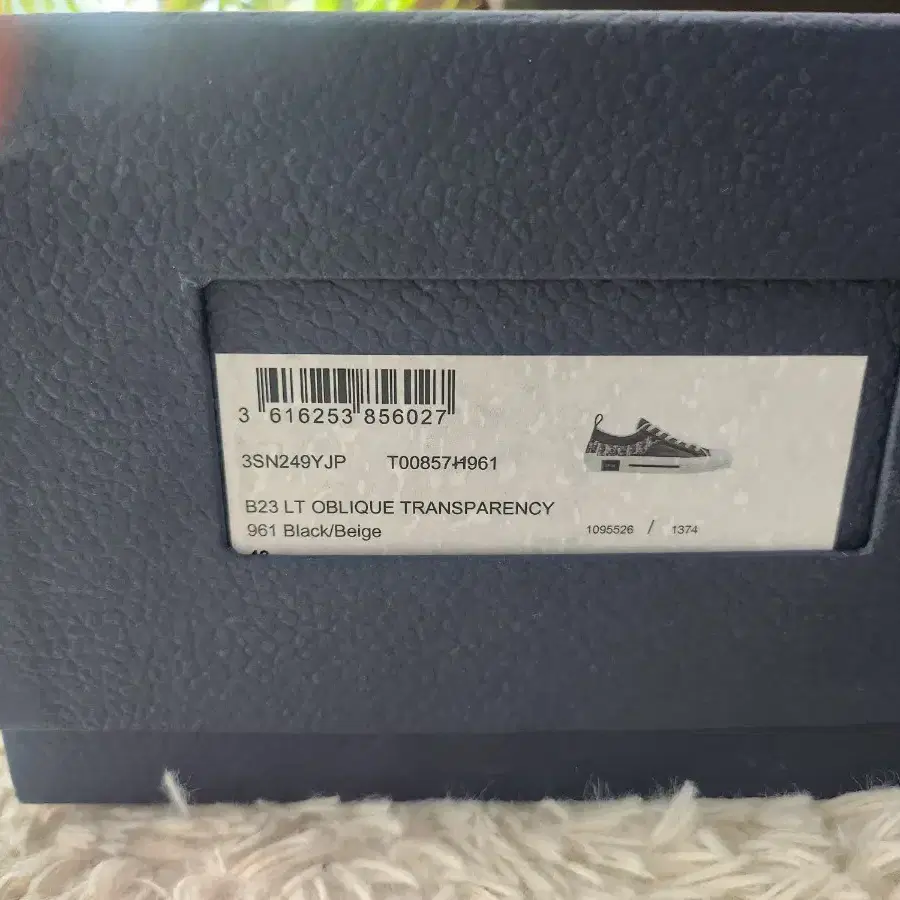 3 616253 856027
3SN249YJP T00857H961
B23 LT OBLIQUE TRANSPARENCY
961 Black/Beige
1095526 / 1374